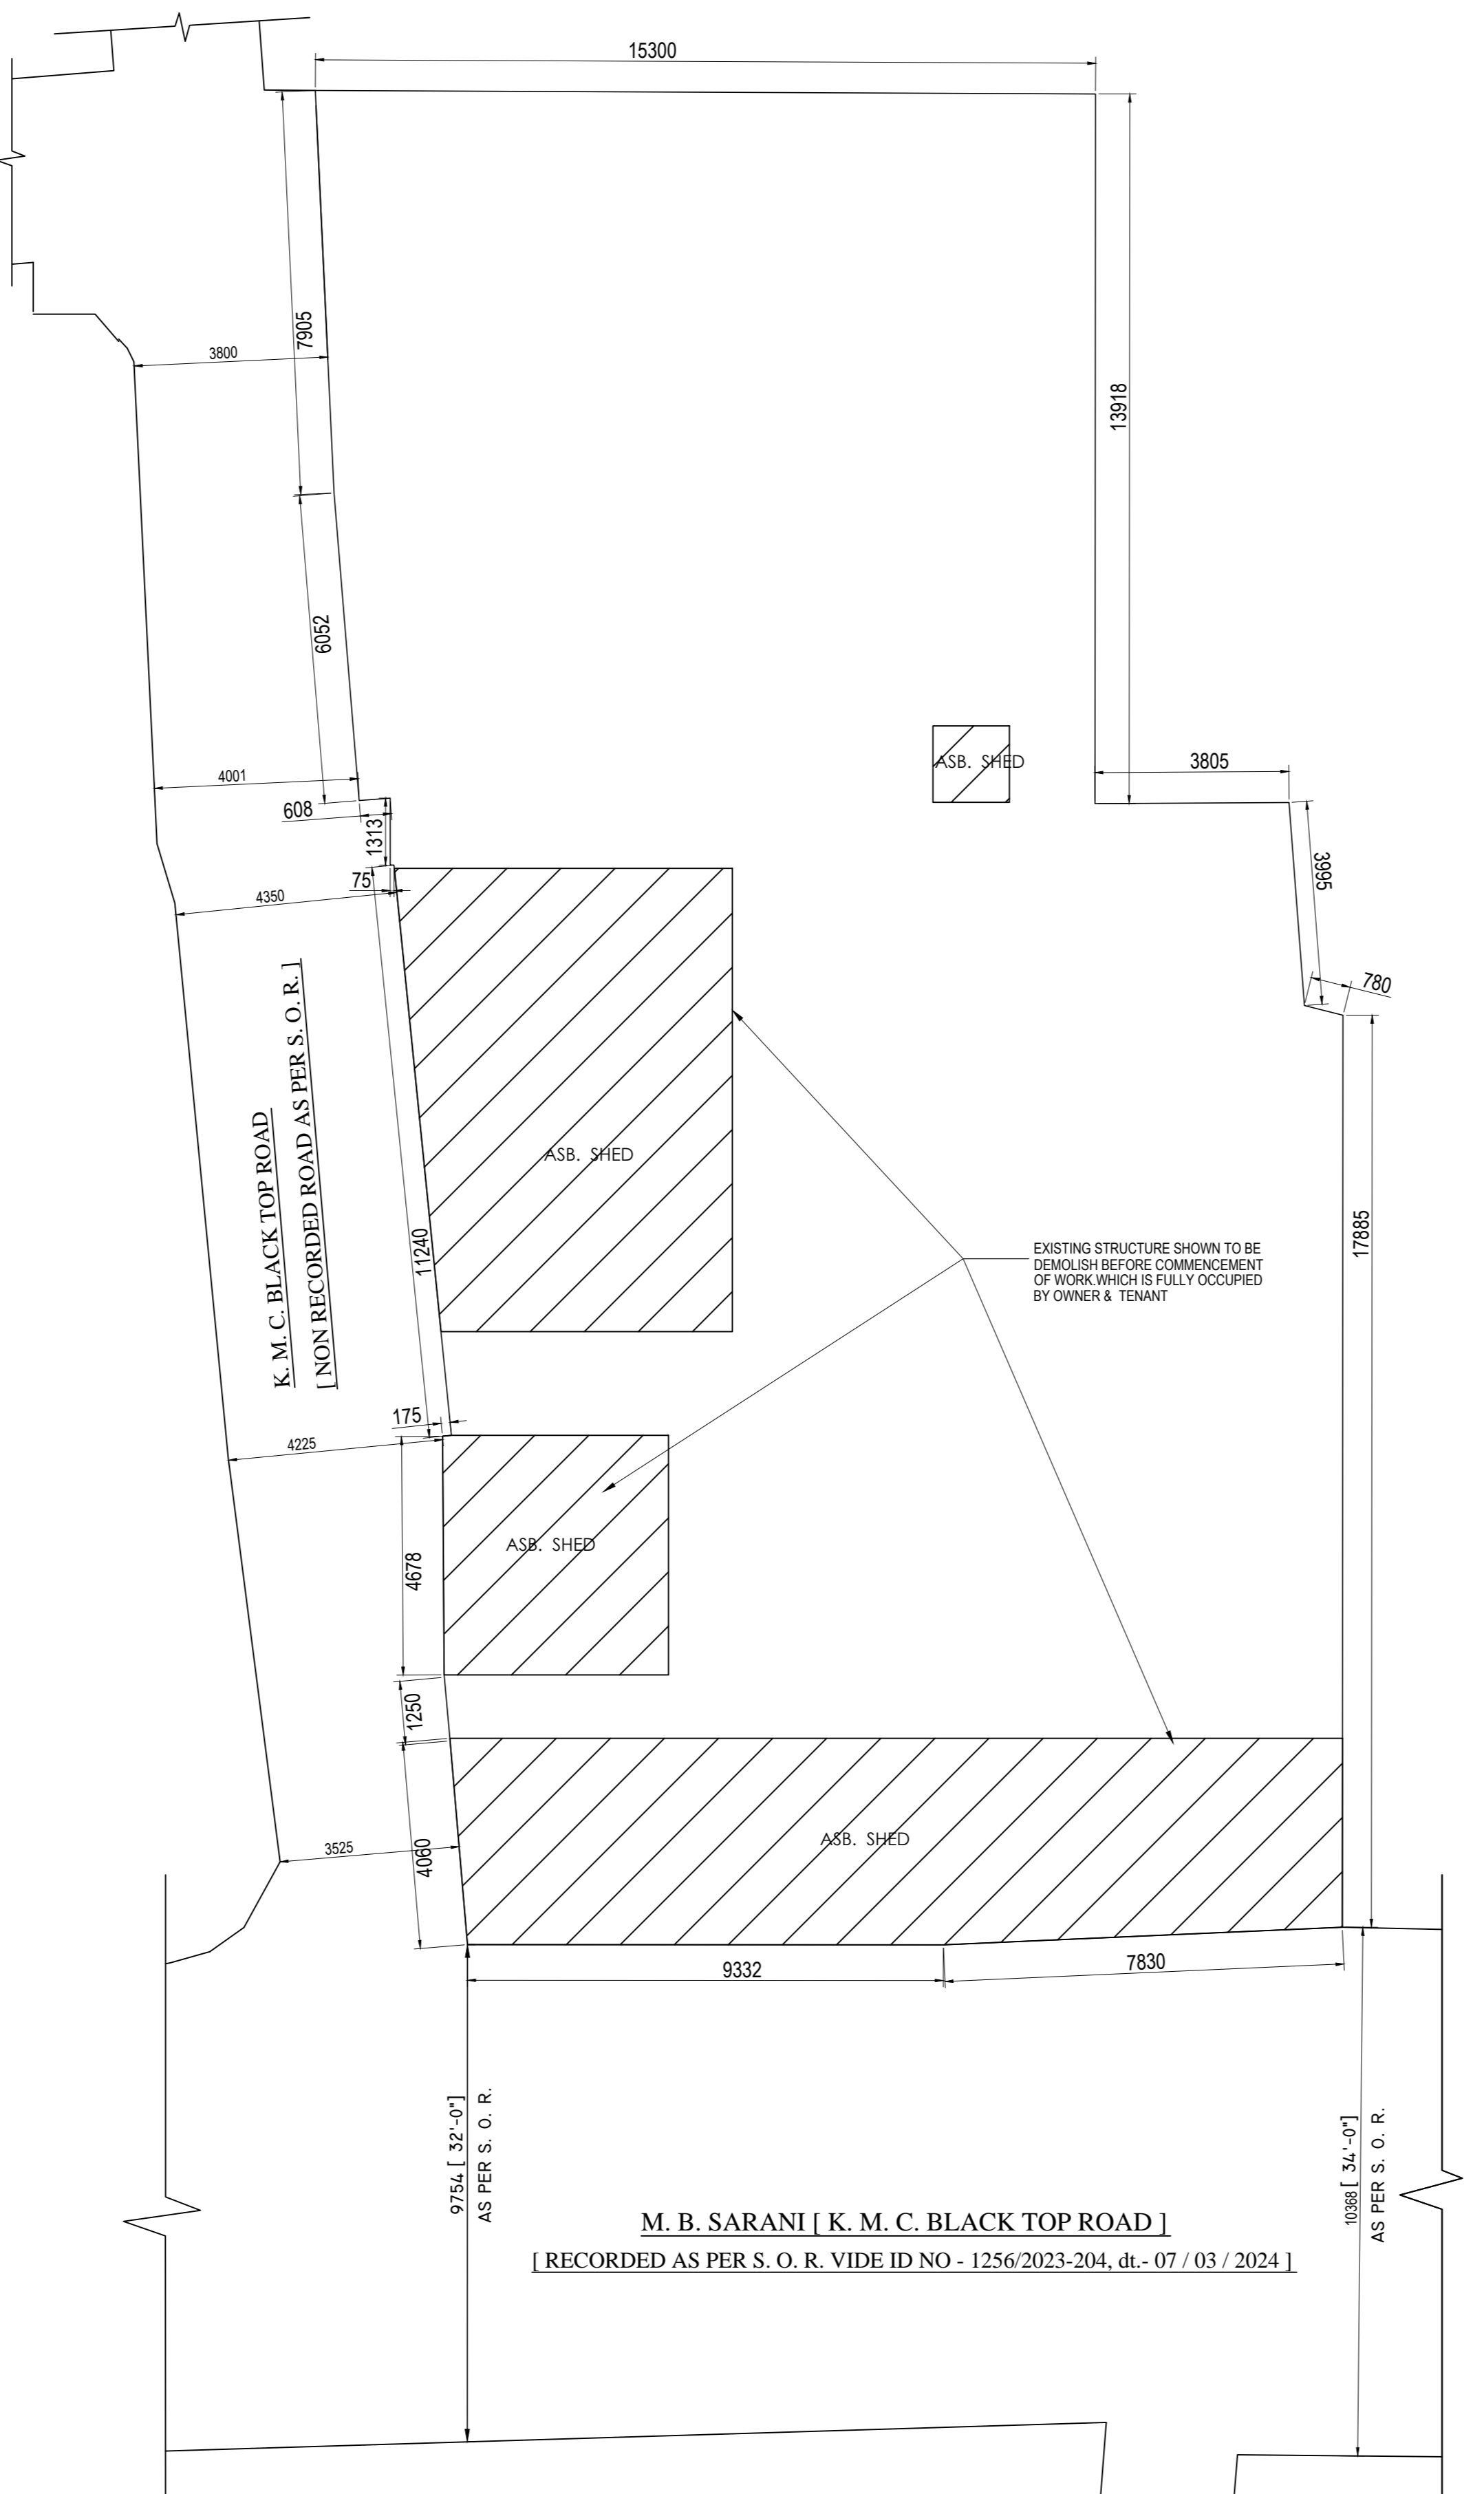 15300
7905
3800
13918
6052
ASB. SHED
3805
4001
608
1313
3995
75
4350
780
K. M. C. BLACK TOP ROAD
[ NON RECORDED ROAD AS PER S. O. R. ]
ASB. SHED
11240
17885
EXISTING STRUCTURE SHOWN TO BE
DEMOLISH BEFORE COMMENCEMENT
OF WORK.WHICH IS FULLY OCCUPIED
BY OWNER & TENANT
175
4225
ASB. SHED
4678
1250
4060
3525
ASB. SHED
9332
7830
9754 [ 32'-0"]
AS PER S. O. R.
10368 [ 34'-0"]
AS PER S. O. R.
M. B. SARANI [ K. M. C. BLACK TOP ROAD ]
[ RECORDED AS PER S. O. R. VIDE ID NO - 1256/2023-204, dt.- 07 / 03 / 2024 ]